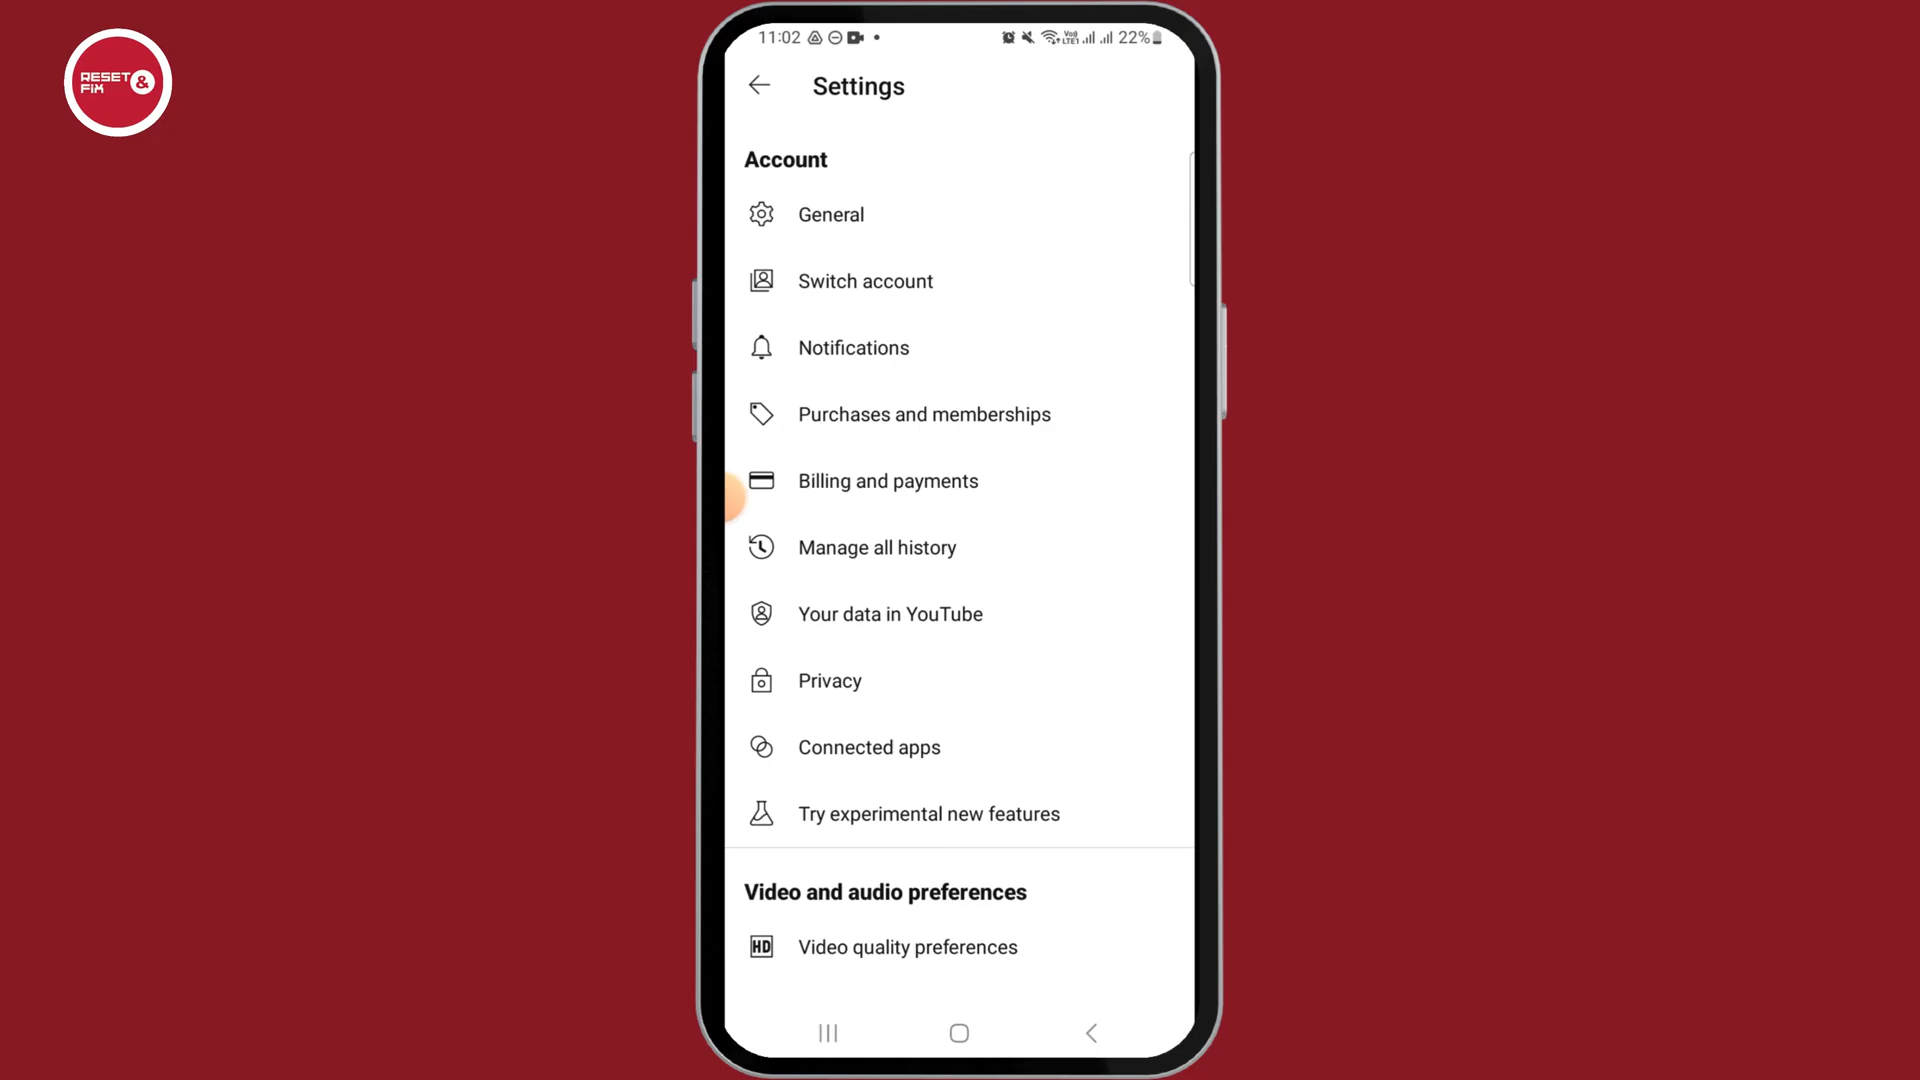 RESET &
FIX
11:02 22%
Settings
Account
General
Switch account
Notifications
Purchases and memberships
Billing and payments
Manage all history
Your data in YouTube
Privacy
Connected apps
Try experimental new features
Video and audio preferences
HD Video quality preferences